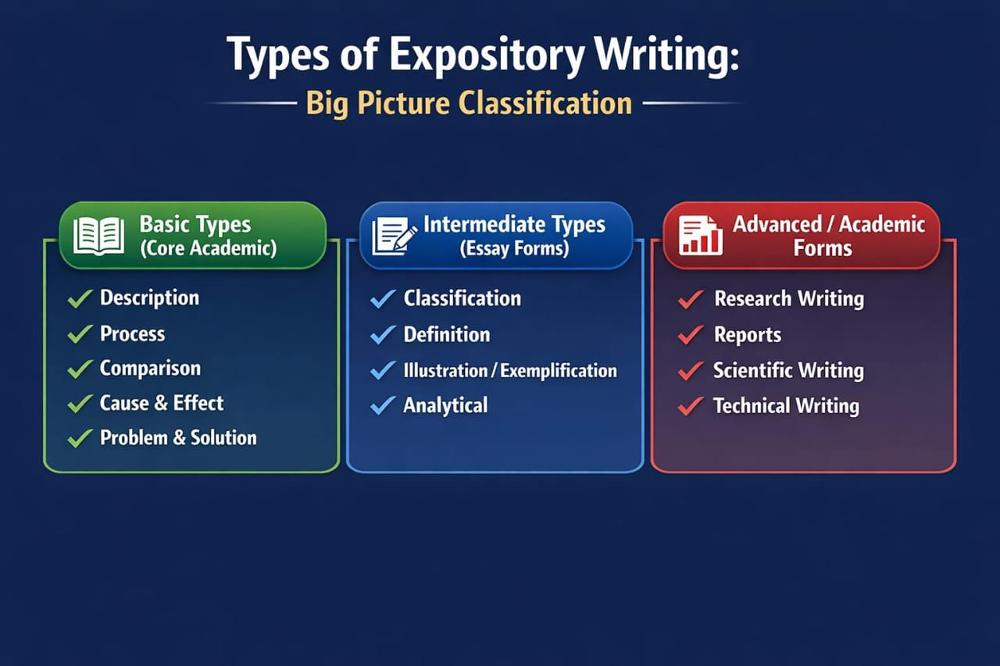 Types of Expository Writing:
Big Picture Classification
Basic Types
(Core Academic)
Description
Process
Comparison
Cause & Effect
Problem & Solution
Intermediate Types
(Essay Forms)
Classification
Definition
Illustration / Exemplification
Analytical
Advanced / Academic
Forms
Research Writing
Reports
Scientific Writing
Technical Writing